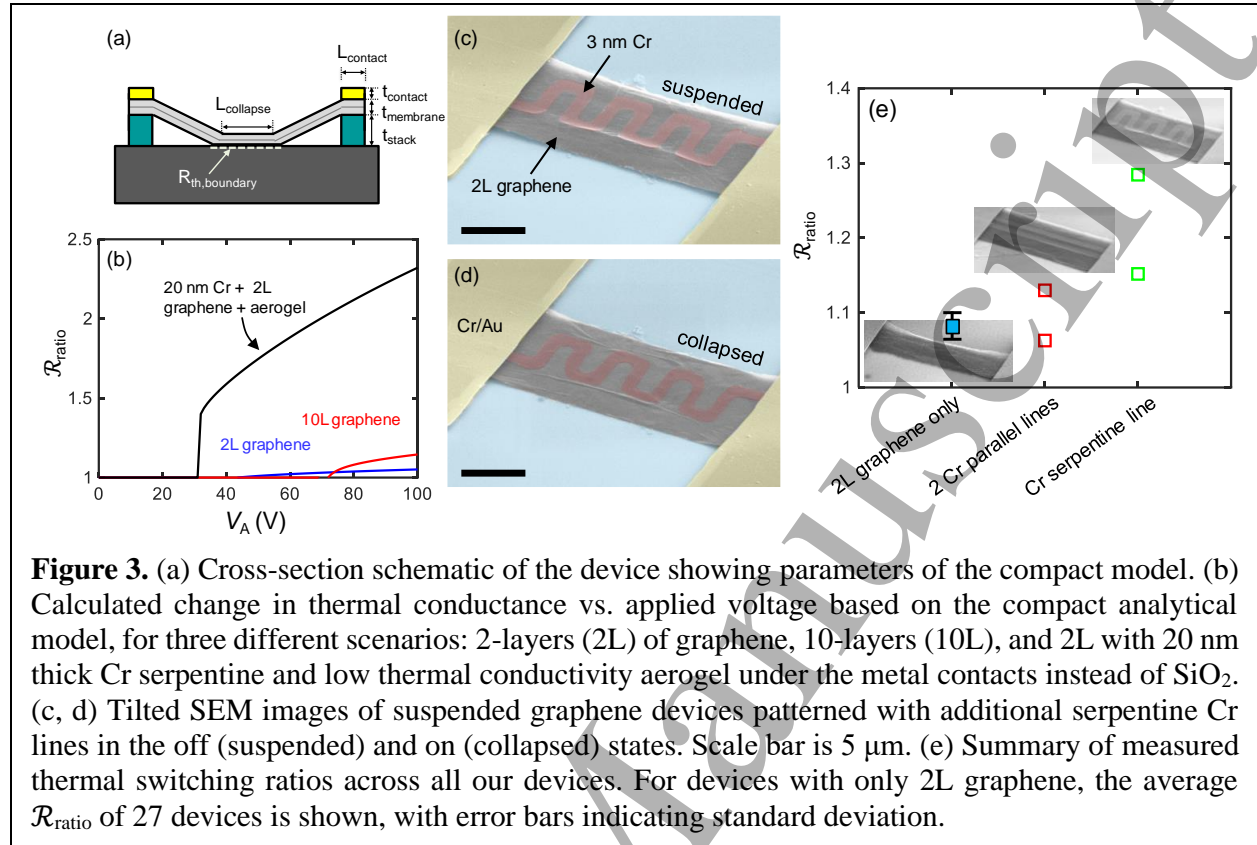 (a)
L_contact
t_contact
t_membrane
t_stack
L_collapse
R_th,boundary
(b)
2.5
2
1.5
1
ℛ_ratio
20 nm Cr + 2L
graphene + aerogel
10L graphene
2L graphene
0 20 40 60 80 100
V_A (V)
(c)
3 nm Cr
suspended
2L graphene
(d)
Cr/Au
collapsed
(e)
1.4
1.3
1.2
1.1
1
ℛ_ratio
2L graphene only
2 Cr parallel lines
Cr serpentine line
Figure 3. (a) Cross-section schematic of the device showing parameters of the compact model. (b)
Calculated change in thermal conductance vs. applied voltage based on the compact analytical
model, for three different scenarios: 2-layers (2L) of graphene, 10-layers (10L), and 2L with 20 nm
thick Cr serpentine and low thermal conductivity aerogel under the metal contacts instead of SiO₂.
(c, d) Tilted SEM images of suspended graphene devices patterned with additional serpentine Cr
lines in the off (suspended) and on (collapsed) states. Scale bar is 5 μm. (e) Summary of measured
thermal switching ratios across all our devices. For devices with only 2L graphene, the average
ℛ_ratio of 27 devices is shown, with error bars indicating standard deviation.
Manuscript